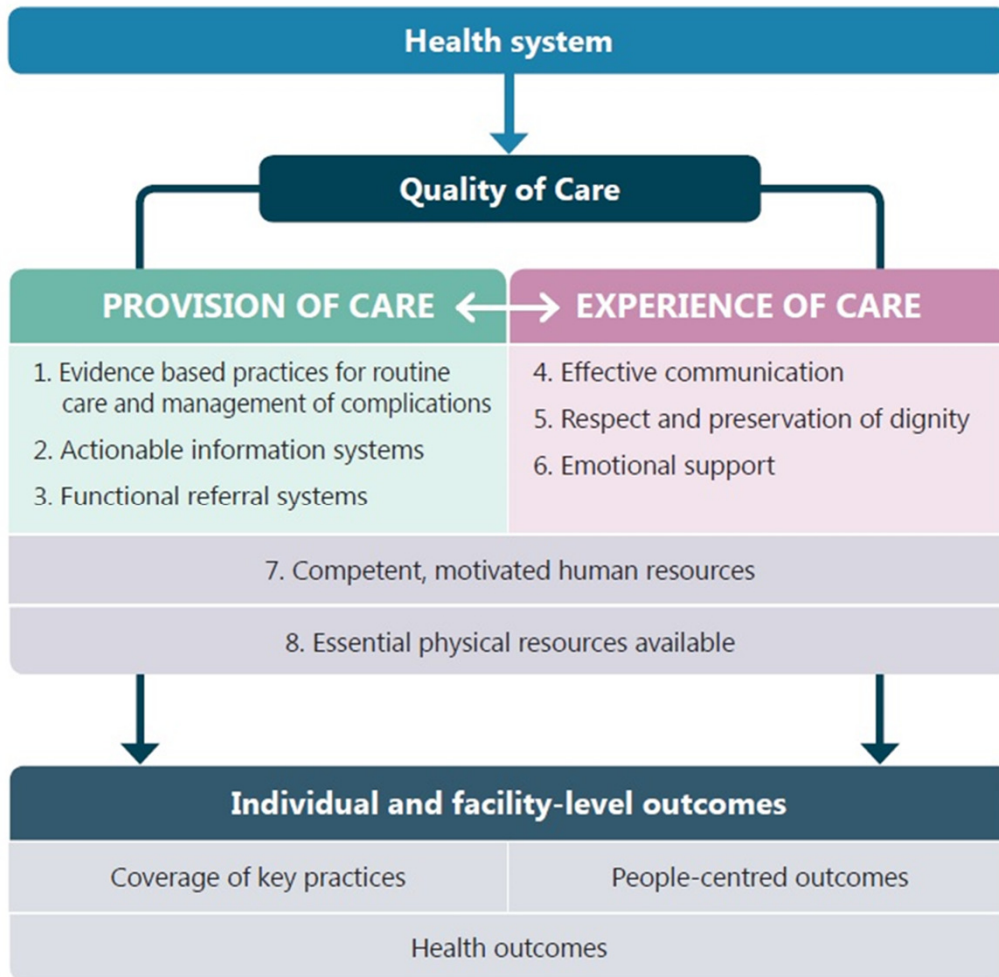 Health system
Quality of Care
PROVISION OF CARE
EXPERIENCE OF CARE
1. Evidence based practices for routine
care and management of complications
2. Actionable information systems
3. Functional referral systems
4. Effective communication
5. Respect and preservation of dignity
6. Emotional support
7. Competent, motivated human resources
8. Essential physical resources available
Individual and facility-level outcomes
Coverage of key practices
People-centred outcomes
Health outcomes